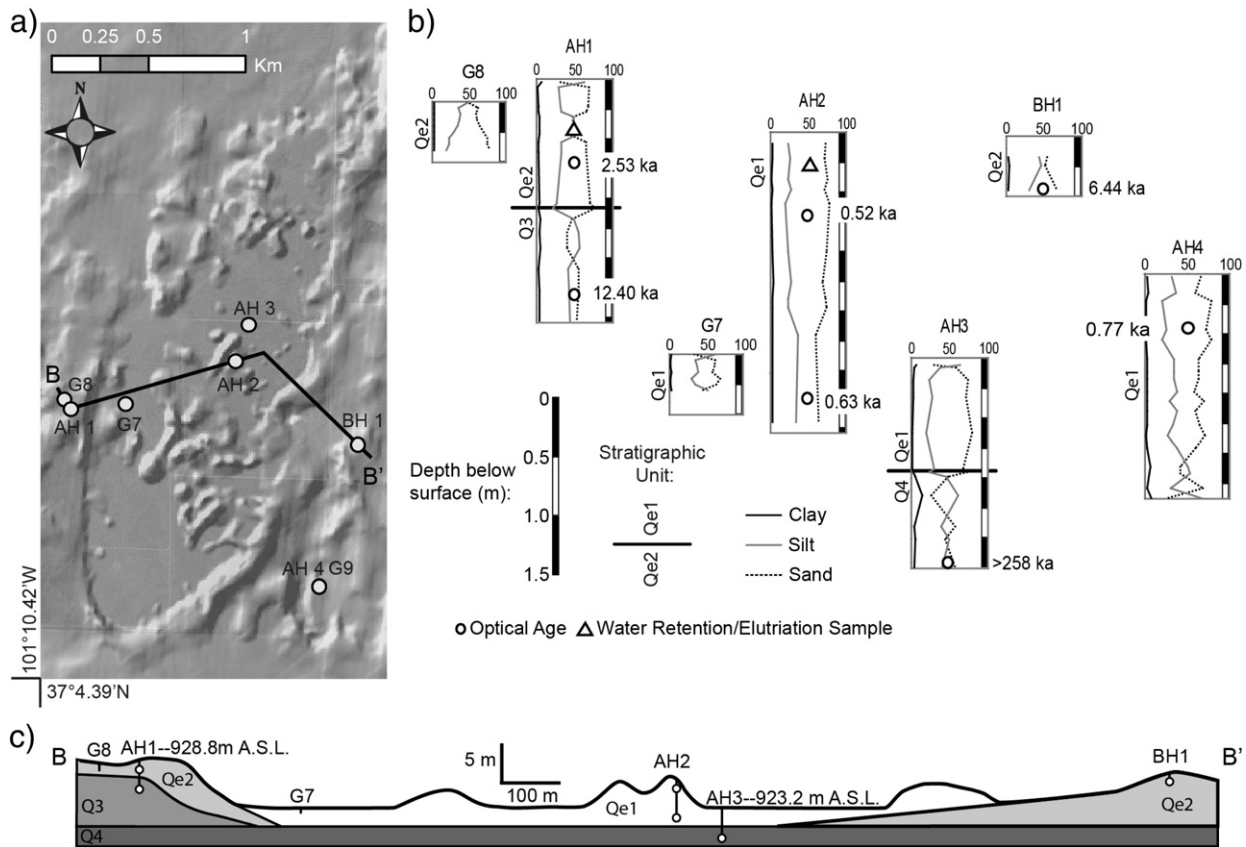 a)
0 0.25 0.5 1
Km
N
B
G8
AH 1
G7
AH 3
AH 2
BH 1
B'
AH 4 G9
101°10.42'W
37°4.39'N
b)
G8
0 50 100
Qe2
AH1
0 50 100
2.53 ka
Qe2
Q3
12.40 ka
G7
0 50 100
Qe1
AH2
0 50 100
Qe1
0.52 ka
0.63 ka
BH1
0 50 100
Qe2
6.44 ka
AH3
0 50 100
Qe1
Q4
>258 ka
AH4
0 50 100
0.77 ka
Qe1
Depth below
surface (m):
0
0.5
1.0
1.5
Stratigraphic
Unit:
Qe1
Qe2
Clay
Silt
Sand
Optical Age
Water Retention/Elutriation Sample
c)
B
G8
AH1--928.8m A.S.L.
Qe2
Q3
Q4
G7
5 m
100 m
Qe1
AH2
AH3--923.2 m A.S.L.
BH1
Qe2
B'